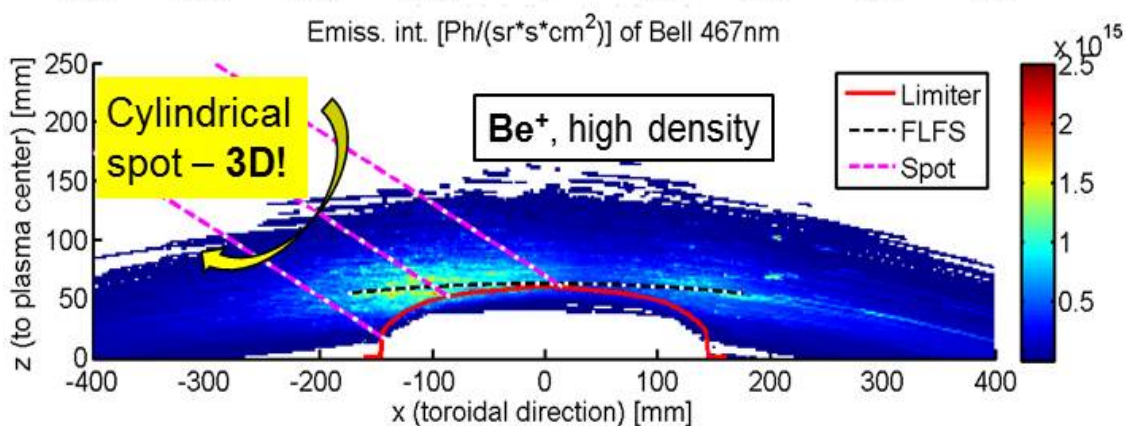 Emiss. int. [Ph/(sr*s*cm²)] of BeII 467nm
x 10¹⁵
250
200
150
100
50
0
z (to plasma center) [mm]
Cylindrical
spot – 3D!
Be⁺, high density
Limiter
FLFS
Spot
2.5
2
1.5
1
0.5
-400
-300
-200
-100
0
100
200
300
400
x (toroidal direction) [mm]